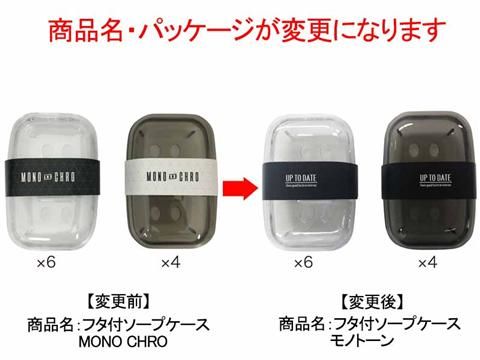 商品名・パッケージが変更になります
MONO AND CHRO
MONO AND CHRO
UP TO DATE
UP TO DATE
×6
×4
×6
×4
【変更前】
商品名：フタ付ソープケース
MONO CHRO
【変更後】
商品名：フタ付ソープケース
モノトーン